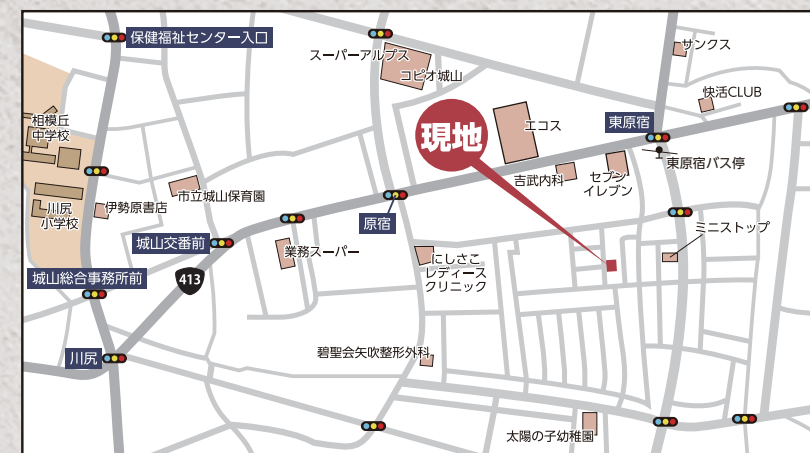 保健福祉センター入口
スーパーアルプス
コピオ城山
サンクス
快活CLUB
相模丘
中学校
現地
エコス
東原宿
東原宿バス停
吉武内科
セブン
イレブン
市立城山保育園
川尻
小学校
伊勢原書店
原宿
ミニストップ
城山交番前
業務スーパー
にしさこ
レディース
クリニック
城山総合事務所前
413
川尻
碧聖会矢吹整形外科
太陽の子幼稚園